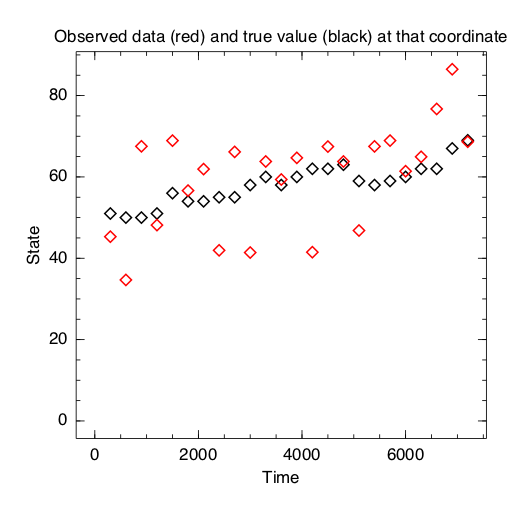 Observed data (red) and true value (black) at that coordinate
80
60
40
20
0
State
0 2000 4000 6000
Time